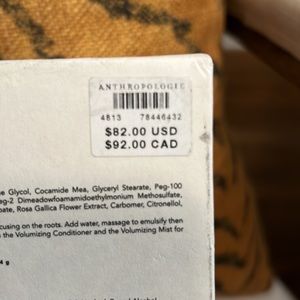 ANTHROPOLOGIE
4813 78446432
$82.00 USD
$92.00 CAD
e Glycol, Cocamide Mea, Glyceryl Stearate, Peg-100
eg-2 Dimeadowfoamamidoethylmonium Methosulfate,
oate, Rosa Gallica Flower Extract, Carbomer, Citronellol,
cusing on the roots. Add water, massage to emulsify then
the Volumizing Conditioner and the Volumizing Mist for
4 g